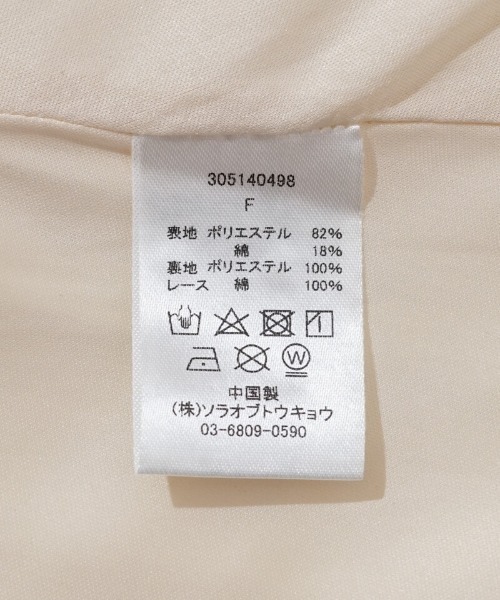 305140498
F
表地 ポリエステル 82%
綿 18%
裏地 ポリエステル 100%
レース 綿 100%
W
中国製
(株)ソラオブトウキョウ
03-6809-0590